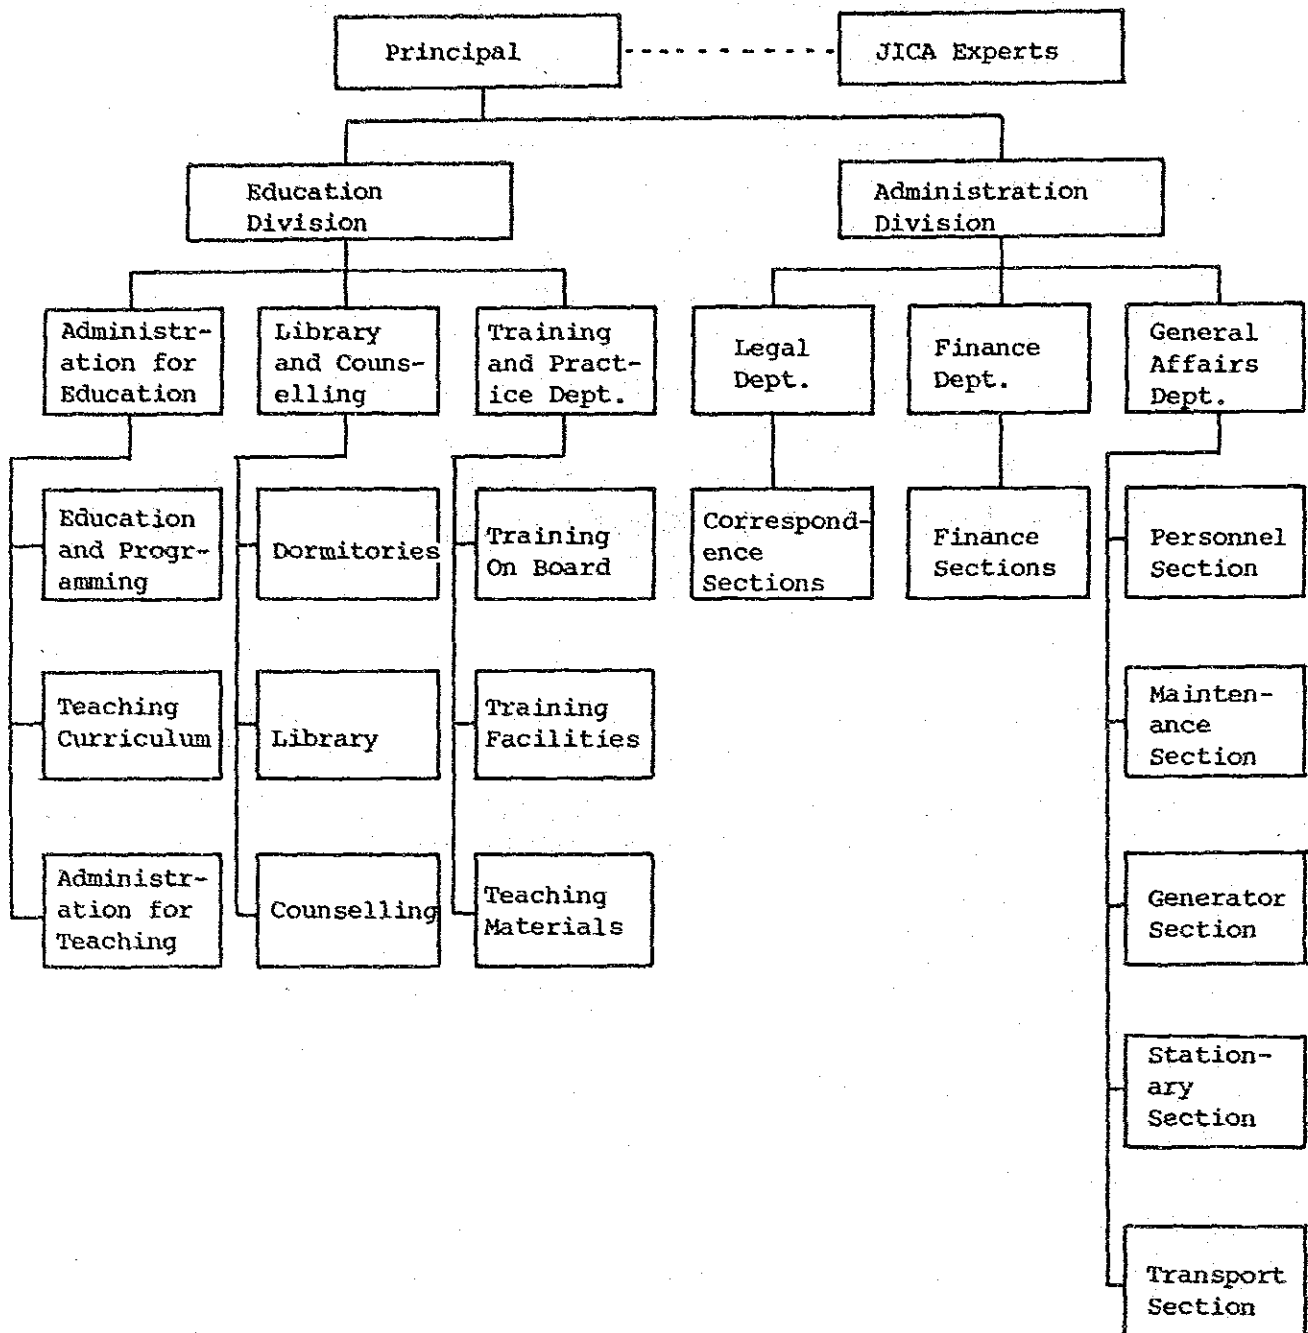 Principal
JICA Experts
Education
Division
Administration
Division
Administr-
ation for
Education
Library
and Couns-
elling
Training
and Pract-
ice Dept.
Legal
Dept.
Finance
Dept.
General
Affairs
Dept.
Education
and Progr-
amming
Dormitories
Training
On Board
Correspond-
ence
Sections
Finance
Sections
Personnel
Section
Teaching
Curriculum
Library
Training
Facilities
Mainten-
ance
Section
Administr-
ation for
Teaching
Counselling
Teaching
Materials
Generator
Section
Station-
ary
Section
Transport
Section